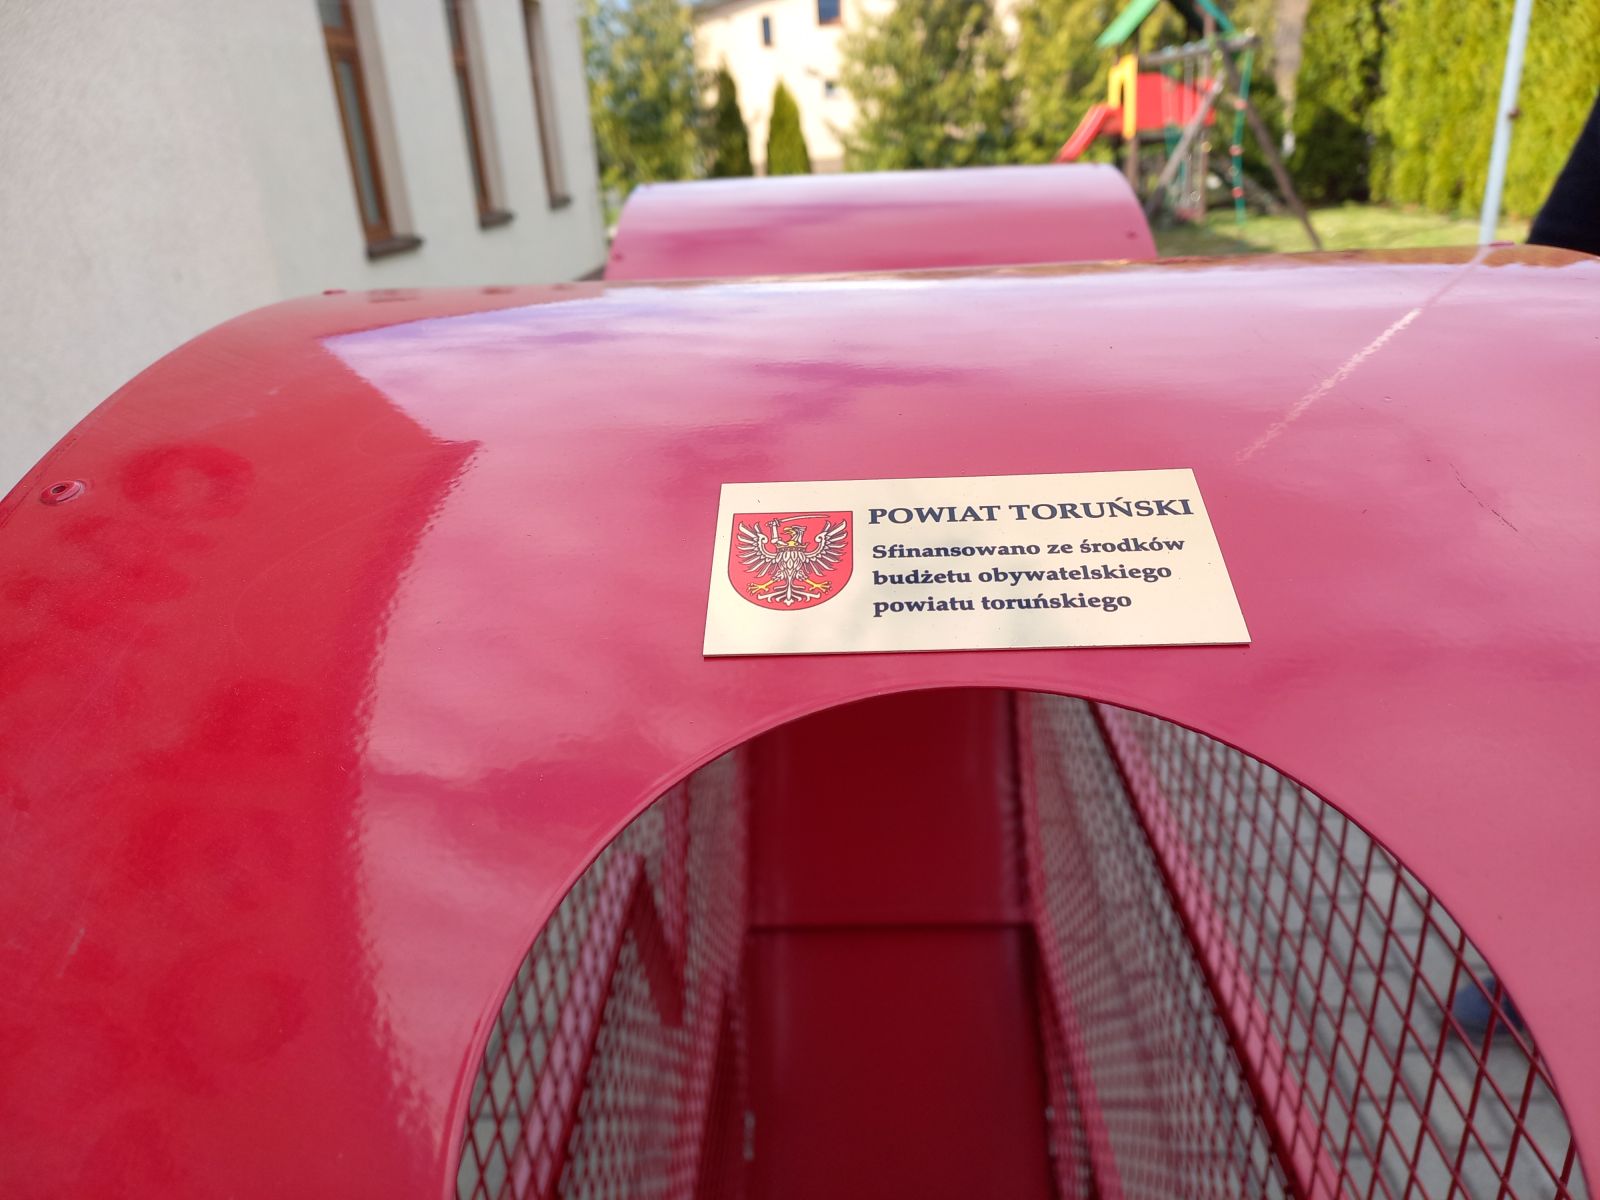 POWIAT TORUŃSKI
Sfinansowano ze środków
budżetu obywatelskiego
powiatu toruńskiego